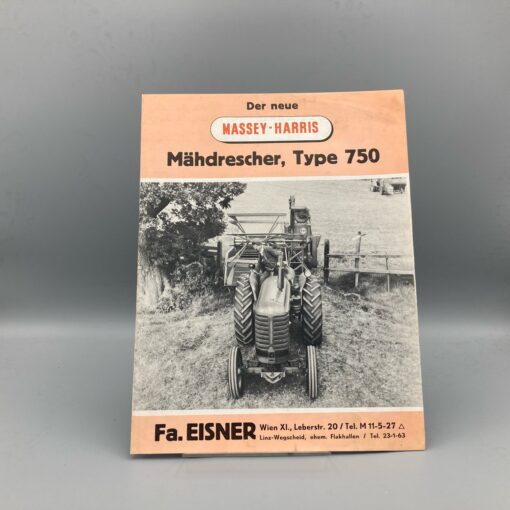 Der neue
MASSEY-HARRIS
Mähdrescher, Type 750
Fa. EISNER Wien XI., Leberstr. 20 / Tel. M 11-5-27 △
Linz-Wegscheid, ehem. Flakhallen / Tel. 23-1-63